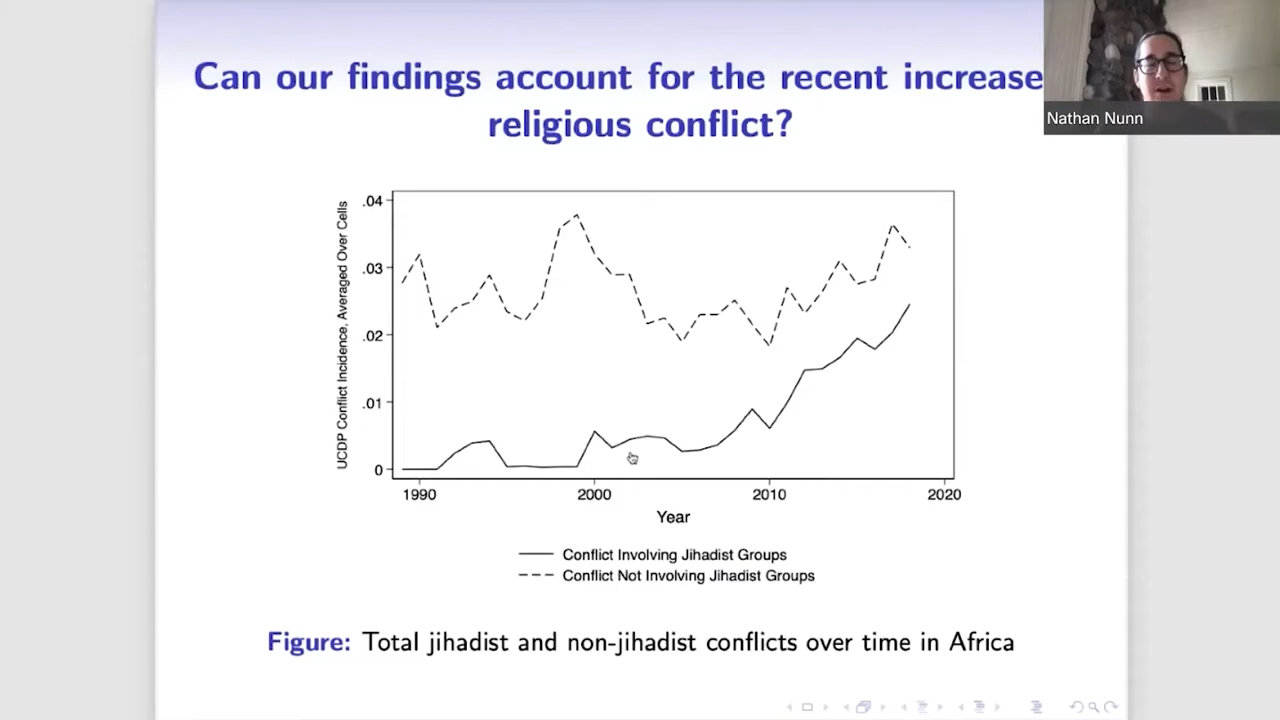 Can our findings account for the recent increase
religious conflict?
Nathan Nunn
UCDP Conflict Incidence, Averaged Over Cells
.04
.03
.02
.01
0
1990
2000
2010
2020
Year
Conflict Involving Jihadist Groups
Conflict Not Involving Jihadist Groups
Figure: Total jihadist and non-jihadist conflicts over time in Africa